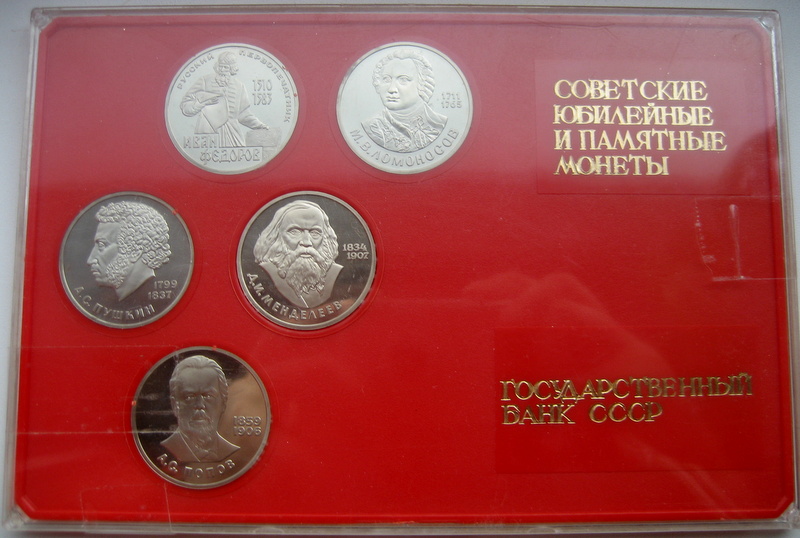 РУССКИЙ ПЕРВОПЕЧАТНИК
1510
1583
ИВАН
ФЁДОРОВ
1711
1765
М.В.ЛОМОНОСОВ
СОВЕТСКИЕ
ЮБИЛЕЙНЫЕ
И ПАМЯТНЫЕ
МОНЕТЫ
1799
1837
А.С.ПУШКИН
1834
1907
Д.И.МЕНДЕЛЕЕВ
1859
1906
А.С.ПОПОВ
ГОСУДАРСТВЕННЫЙ
БАНК СССР